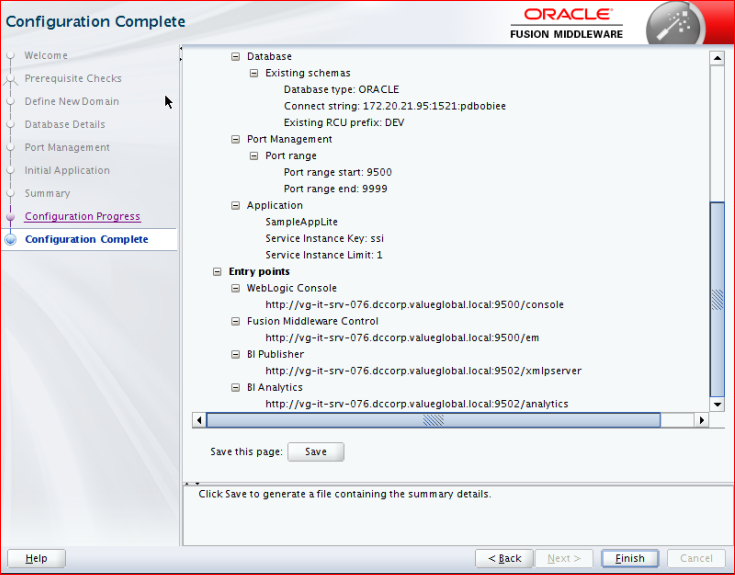 Configuration Complete
ORACLE
FUSION MIDDLEWARE
Welcome
Prerequisite Checks
Define New Domain
Database Details
Port Management
Initial Application
Summary
Configuration Progress
Configuration Complete
Database
Existing schemas
Database type: ORACLE
Connect string: 172.20.21.95:1521:pdbobiee
Existing RCU prefix: DEV
Port Management
Port range
Port range start: 9500
Port range end: 9999
Application
SampleAppLite
Service Instance Key: ssi
Service Instance Limit: 1
Entry points
WebLogic Console
http://vg-it-srv-076.dccorp.valueglobal.local:9500/console
Fusion Middleware Control
http://vg-it-srv-076.dccorp.valueglobal.local:9500/em
BI Publisher
http://vg-it-srv-076.dccorp.valueglobal.local:9502/xmlpserver
BI Analytics
http://vg-it-srv-076.dccorp.valueglobal.local:9502/analytics
Save this page: Save
Click Save to generate a file containing the summary details.
Help
< Back
Next >
Finish
Cancel